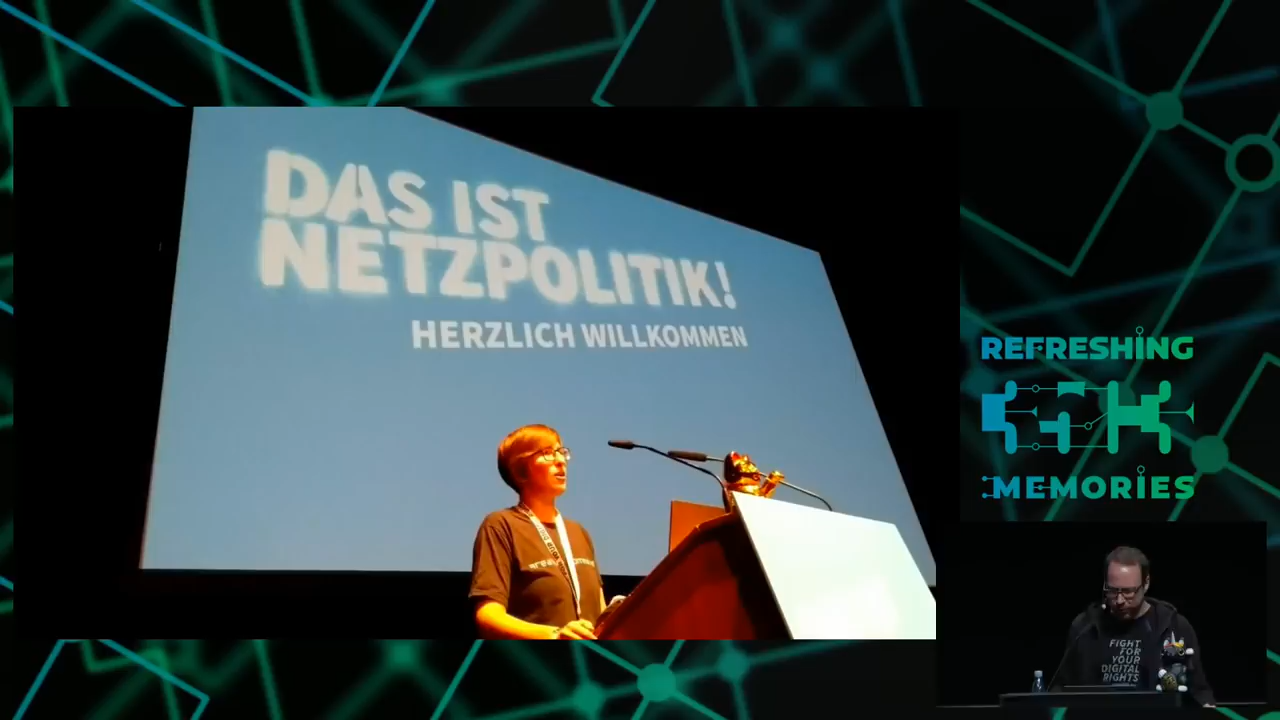 DAS IST
NETZPOLITIK!
HERZLICH WILLKOMMEN
REFRESHING
MEMORIES
FIGHT
FOR
YOUR
DIGITAL
RIGHTS